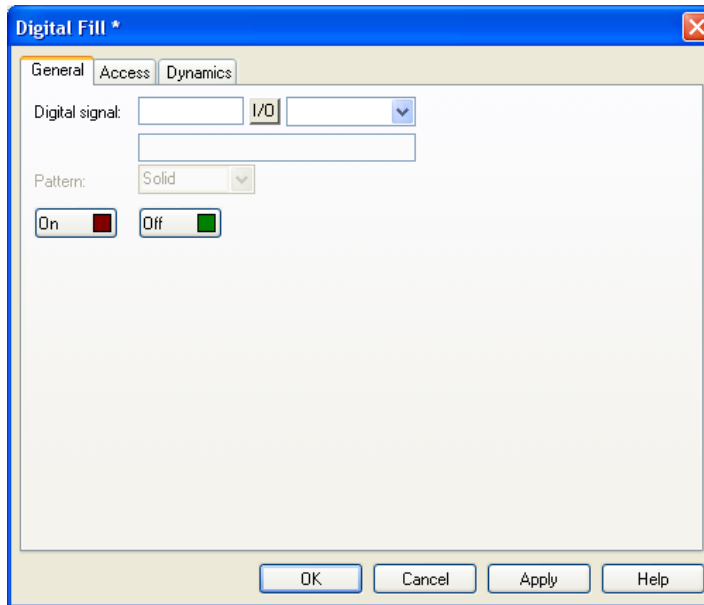 Digital Fill *
General Access Dynamics
Digital signal: I/O
Pattern: Solid
On Off
OK Cancel Apply Help